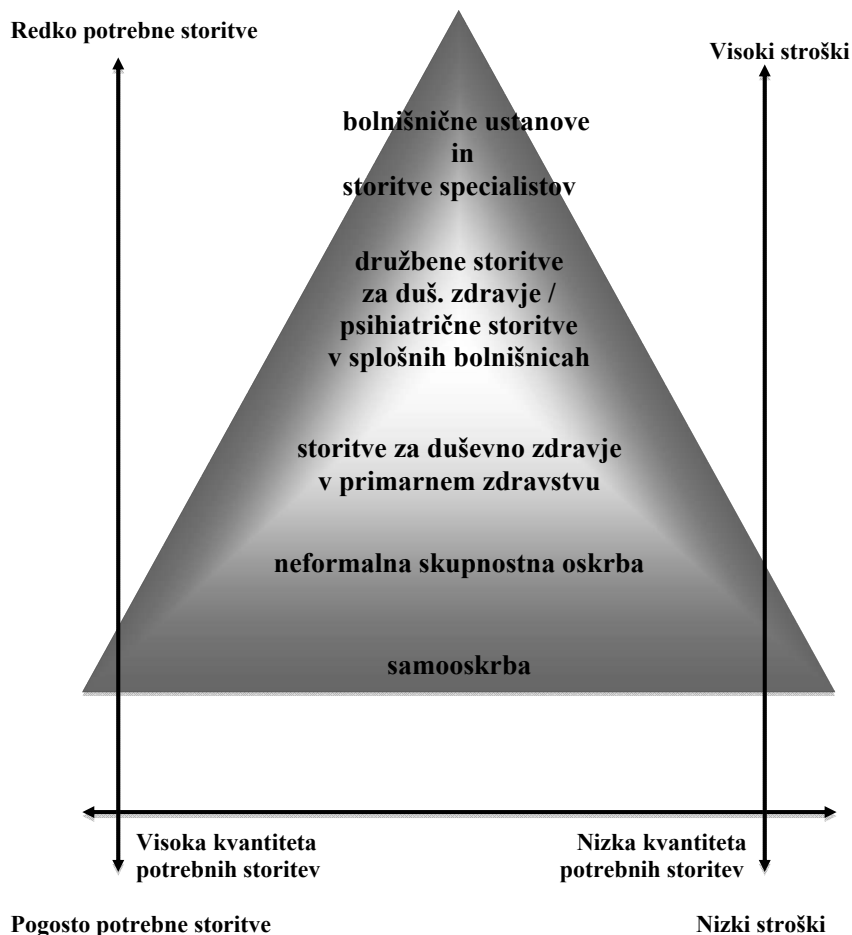 Redko potrebne storitve
Visoki stroški
bolnišnične ustanove
in
storitve specialistov
družbene storitve
za duš. zdravje /
psihiatrične storitve
v splošnih bolnišnicah
storitve za duševno zdravje
v primarnem zdravstvu
neformalna skupnostna oskrba
samooskrba
Visoka kvantiteta
potrebnih storitev
Nizka kvantiteta
potrebnih storitev
Pogosto potrebne storitve
Nizki stroški